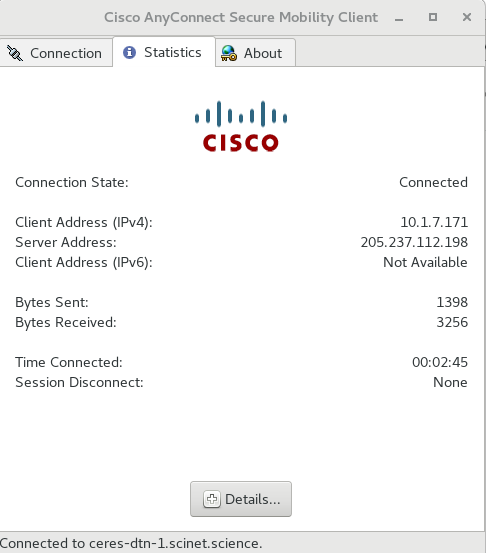 Cisco AnyConnect Secure Mobility Client
Connection Statistics About
CISCO
Connection State: Connected
Client Address (IPv4): 10.1.7.171
Server Address: 205.237.112.198
Client Address (IPv6): Not Available
Bytes Sent: 1398
Bytes Received: 3256
Time Connected: 00:02:45
Session Disconnect: None
Details...
Connected to ceres-dtn-1.scinet.science.